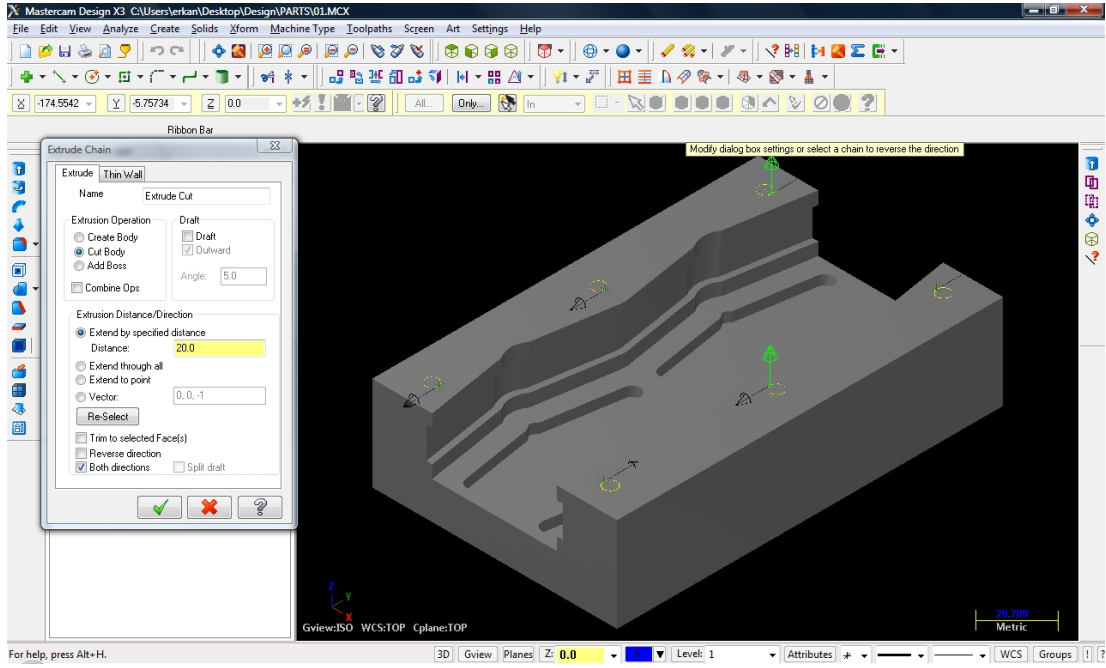 Mastercam Design X3 C:\Users\erkan\Desktop\Design\PARTS\01.MCX
File Edit View Analyze Create Solids Xform Machine Type Toolpaths Screen Art Settings Help
X -174.5542 Y -5.75734 Z 0.0 All... Only... In
Ribbon Bar
Extrude Chain
Modify dialog box settings or select a chain to reverse the direction
Extrude Thin Wall
Name Extrude Cut
Extrusion Operation Draft
Create Body Draft
Cut Body Outward
Add Boss
Angle: 5.0
Combine Ops
Extrusion Distance/Direction
Extend by specified distance
Distance: 20.0
Extend through all
Extend to point
Vector: 0, 0, -1
Re-Select
Trim to selected Face(s)
Reverse direction
Both directions Split draft
Z
Y
X
Gview:ISO WCS:TOP Cplane:TOP
29.709
Metric
For help, press Alt+H.
3D Gview Planes Z: 0.0 Level: 1 Attributes WCS Groups ! ?